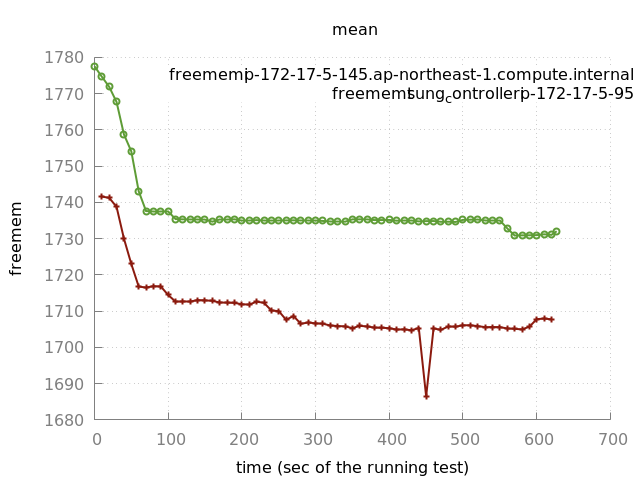 mean
1780
1770
1760
1750
1740
1730
1720
1710
1700
1690
1680
freemem
freememip-172-17-5-145.ap-northeast-1.compute.internal
freememtsung_controllerip-172-17-5-95
0 100 200 300 400 500 600 700
time (sec of the running test)